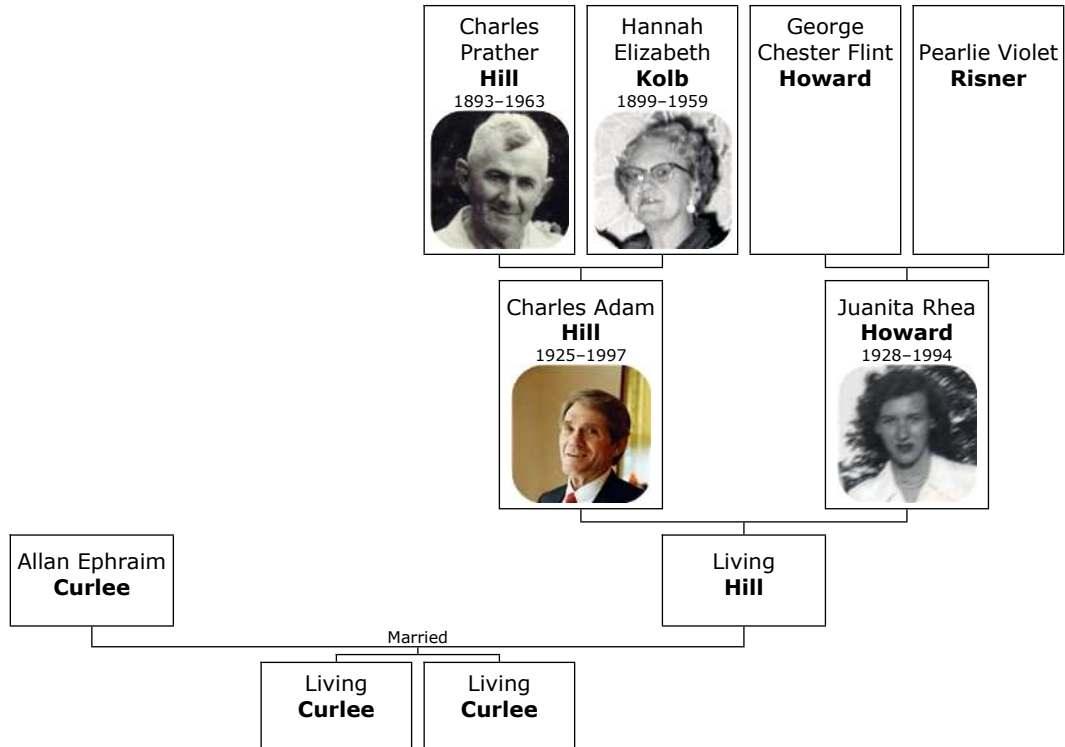 Charles
Prather
Hill
1893–1963
Hannah
Elizabeth
Kolb
1899–1959
George
Chester Flint
Howard
Pearlie Violet
Risner
Charles Adam
Hill
1925–1997
Juanita Rhea
Howard
1928–1994
Allan Ephraim
Curlee
Living
Hill
Married
Living
Curlee
Living
Curlee